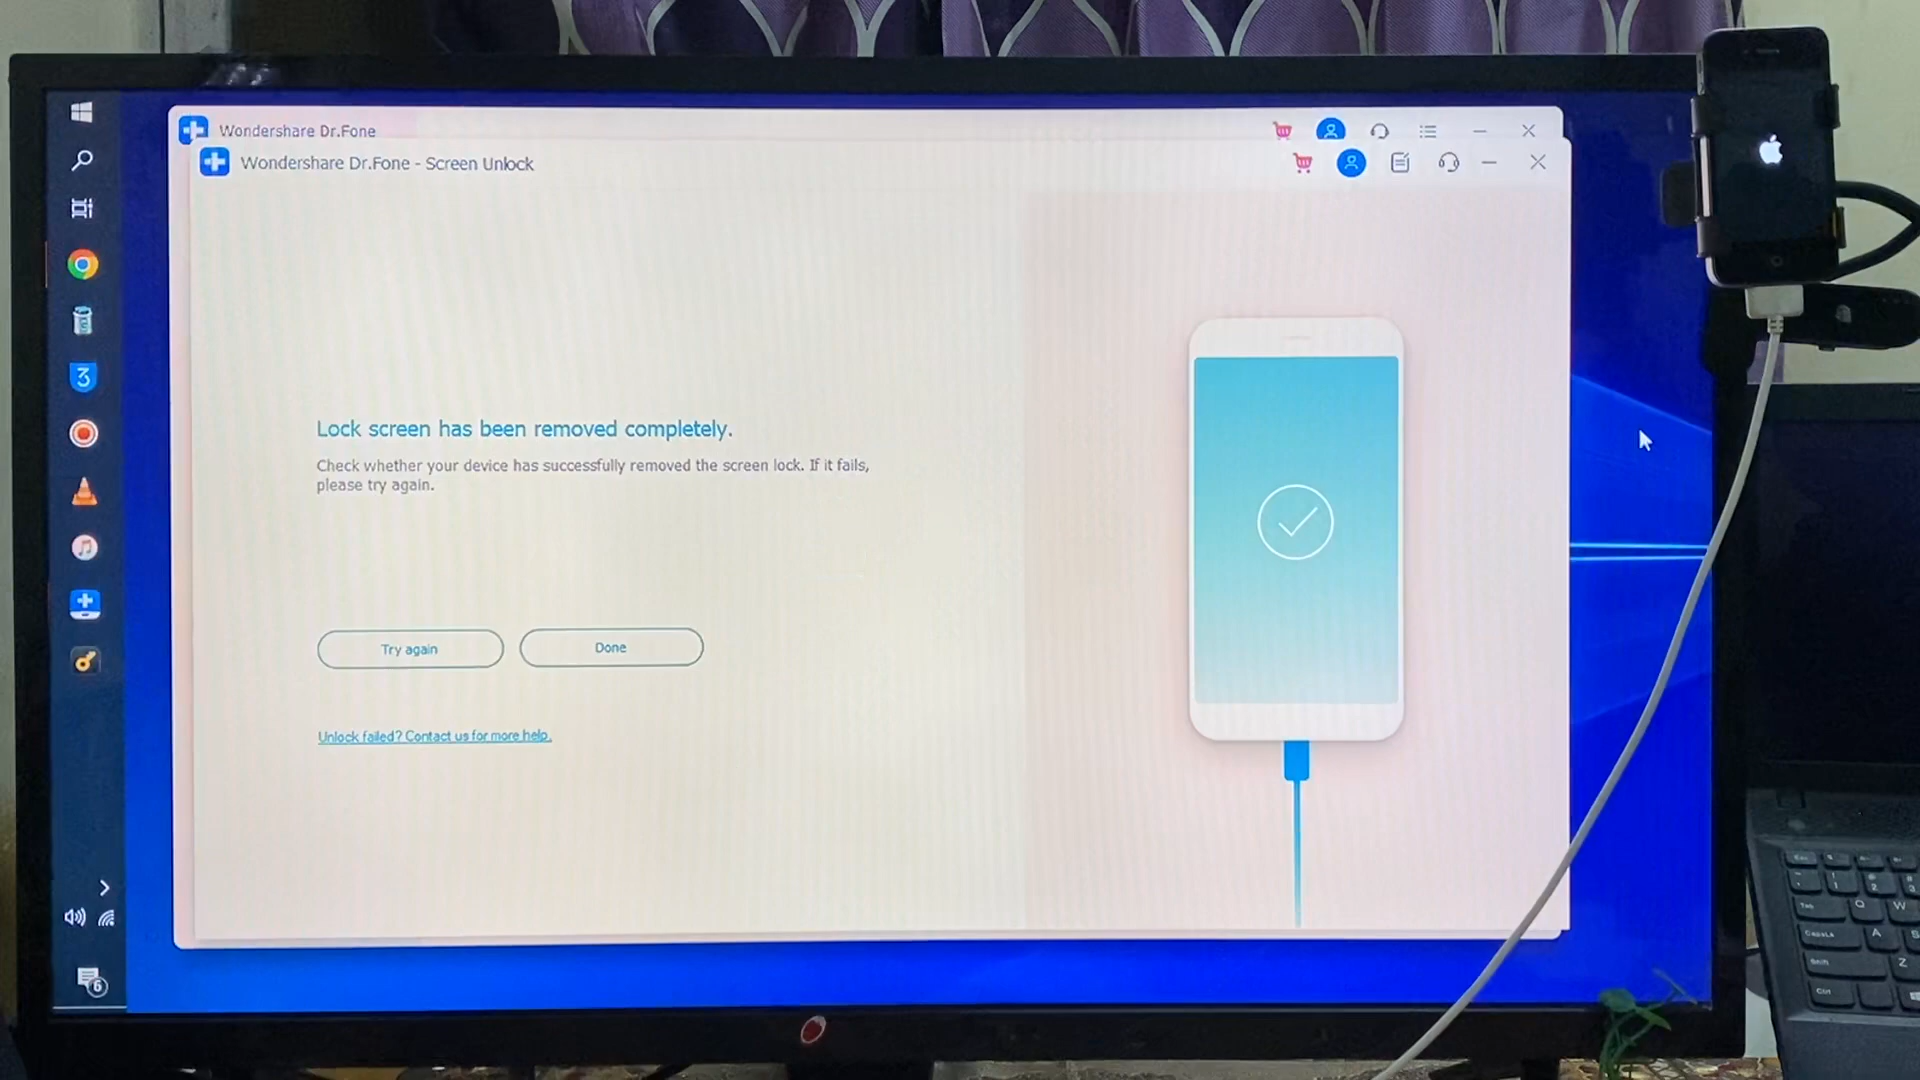 Wondershare Dr.Fone
Wondershare Dr.Fone - Screen Unlock
Lock screen has been removed completely.
Check whether your device has successfully removed the screen lock. If it fails,
please try again.
Try again
Done
Unlock failed? Contact us for more help.
3
6
Q
W
A
S
Z